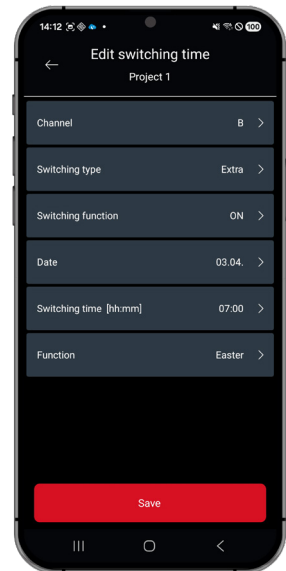 14:12
100
Edit switching time
Project 1
Channel B
Switching type Extra
Switching function ON
Date 03.04.
Switching time [hh:mm] 07:00
Function Easter
Save